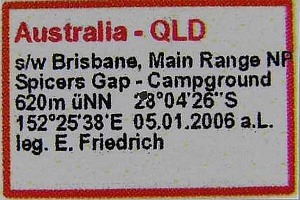 Australia - QLD
s/w Brisbane, Main Range NP
Spicers Gap - Campground
620m üNN 28°04'26"S
152°25'38'E 05.01.2006 a.L.
leg. E. Friedrich